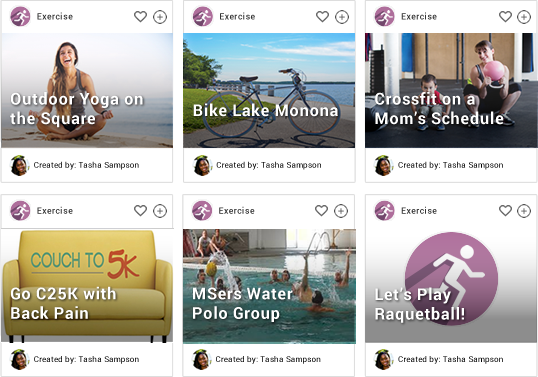 Exercise
Outdoor Yoga on
the Square
Created by: Tasha Sampson
Exercise
Bike Lake Monona
Created by: Tasha Sampson
Exercise
Crossfit on a
Mom's Schedule
Created by: Tasha Sampson
Exercise
COUCH TO 5K
Go C25K with
Back Pain
Created by: Tasha Sampson
Exercise
MSers Water
Polo Group
Created by: Tasha Sampson
Exercise
Let's Play
Raquetball!
Created by: Tasha Sampson